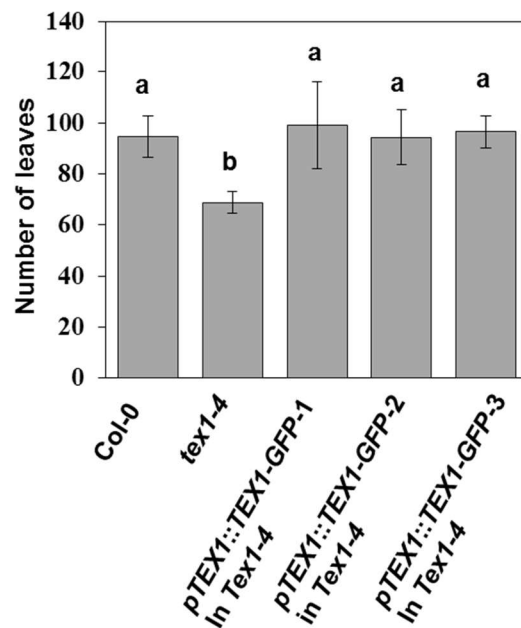 140
120
100
80
60
40
20
0
Number of leaves
a
b
a
a
a
Col-0
tex1-4
pTEX1::TEX1-GFP-1
In Tex1-4
pTEX1::TEX1-GFP-2
in Tex1-4
pTEX1::TEX1-GFP-3
In Tex1-4